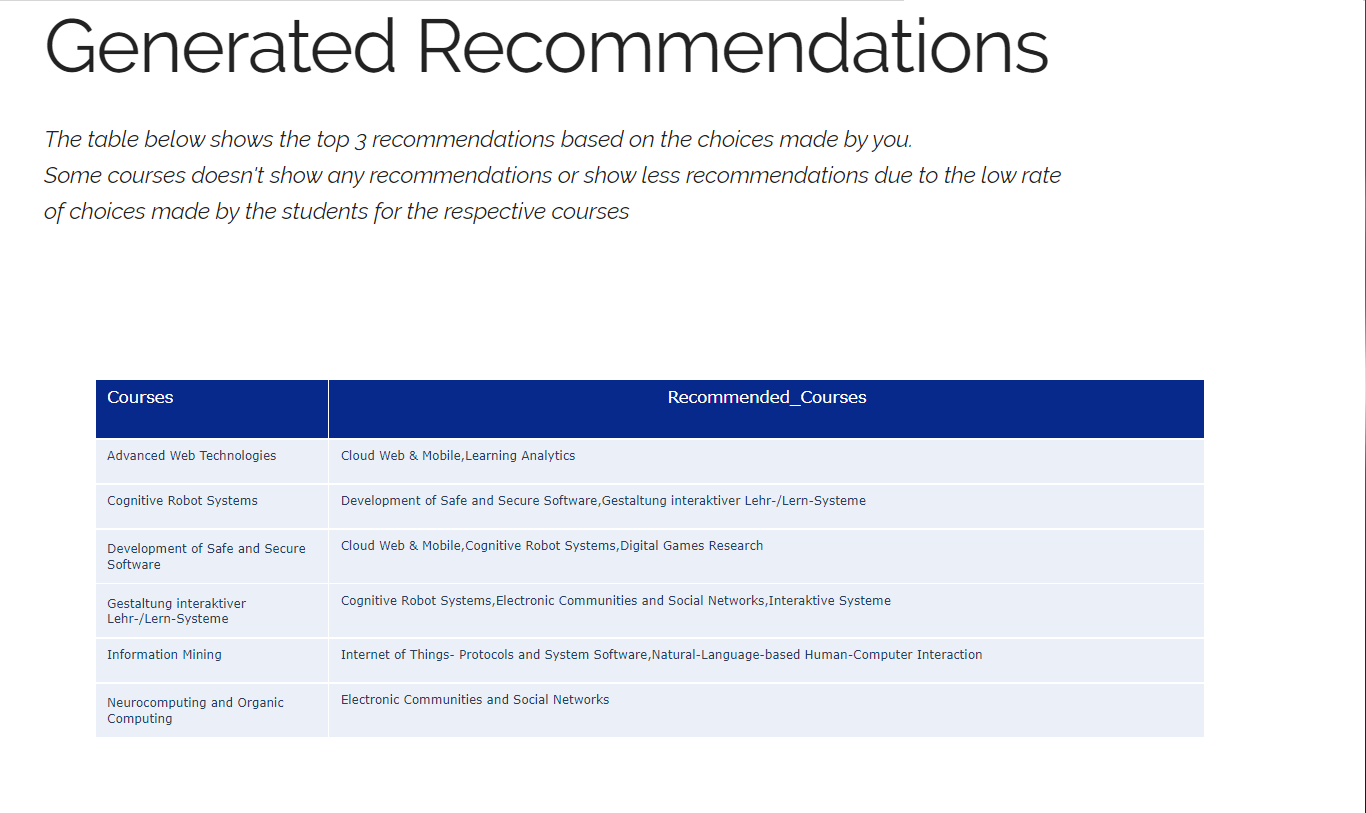 Generated Recommendations
The table below shows the top 3 recommendations based on the choices made by you.
Some courses doesn't show any recommendations or show less recommendations due to the low rate
of choices made by the students for the respective courses
Courses Recommended_Courses
Advanced Web Technologies Cloud Web & Mobile,Learning Analytics
Cognitive Robot Systems Development of Safe and Secure Software,Gestaltung interaktiver Lehr-/Lern-Systeme
Development of Safe and Secure
Software
Cloud Web & Mobile,Cognitive Robot Systems,Digital Games Research
Gestaltung interaktiver
Lehr-/Lern-Systeme
Cognitive Robot Systems,Electronic Communities and Social Networks,Interaktive Systeme
Information Mining Internet of Things- Protocols and System Software,Natural-Language-based Human-Computer Interaction
Neurocomputing and Organic
Computing
Electronic Communities and Social Networks